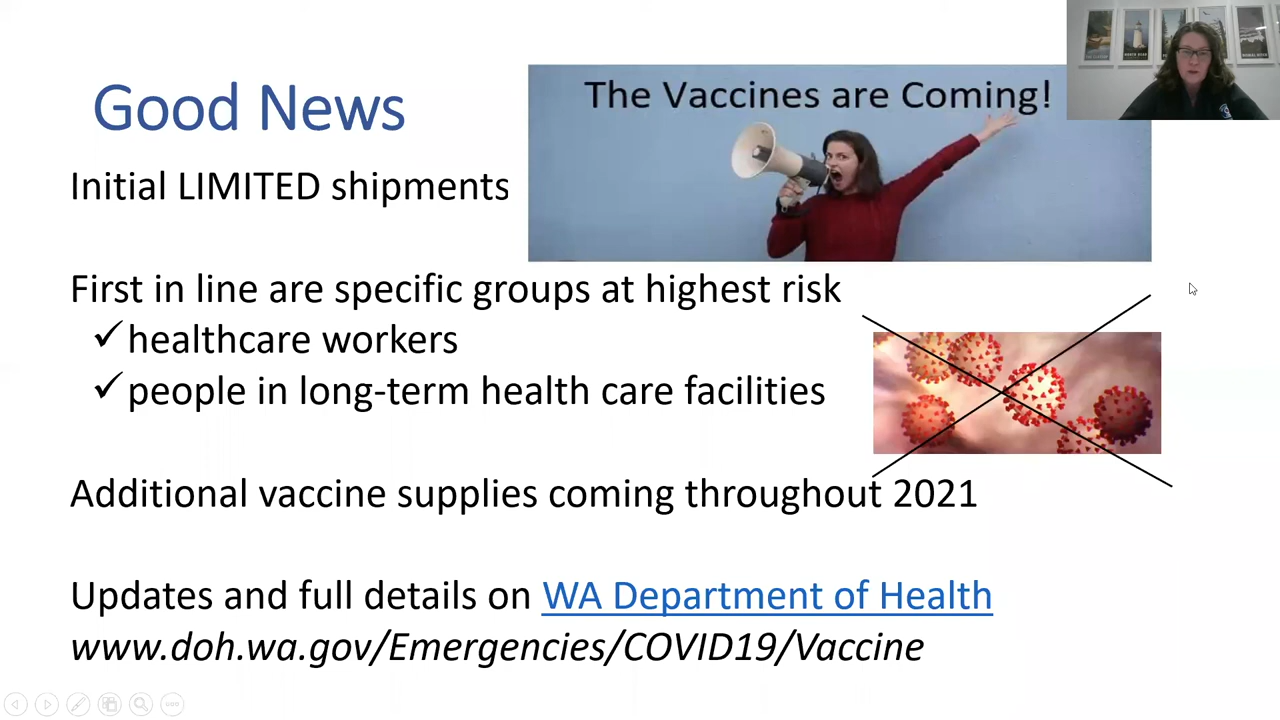 Good News
The Vaccines are Coming!
Initial LIMITED shipments
First in line are specific groups at highest risk
✓healthcare workers
✓people in long-term health care facilities
Additional vaccine supplies coming throughout 2021
Updates and full details on WA Department of Health
www.doh.wa.gov/Emergencies/COVID19/Vaccine